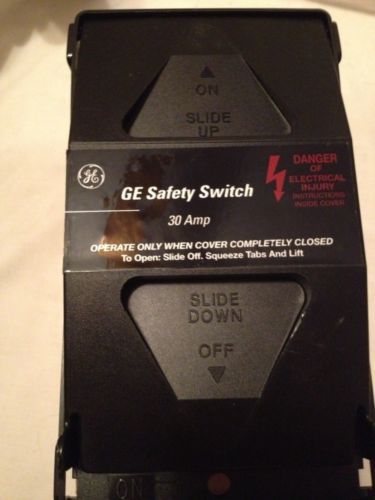 ON
SLIDE
UP
GE
GE Safety Switch
30 Amp
DANGER
OF
ELECTRICAL
INJURY
INSTRUCTIONS
INSIDE COVER
OPERATE ONLY WHEN COVER COMPLETELY CLOSED
To Open: Slide Off. Squeeze Tabs And Lift
SLIDE
DOWN
OFF
ON